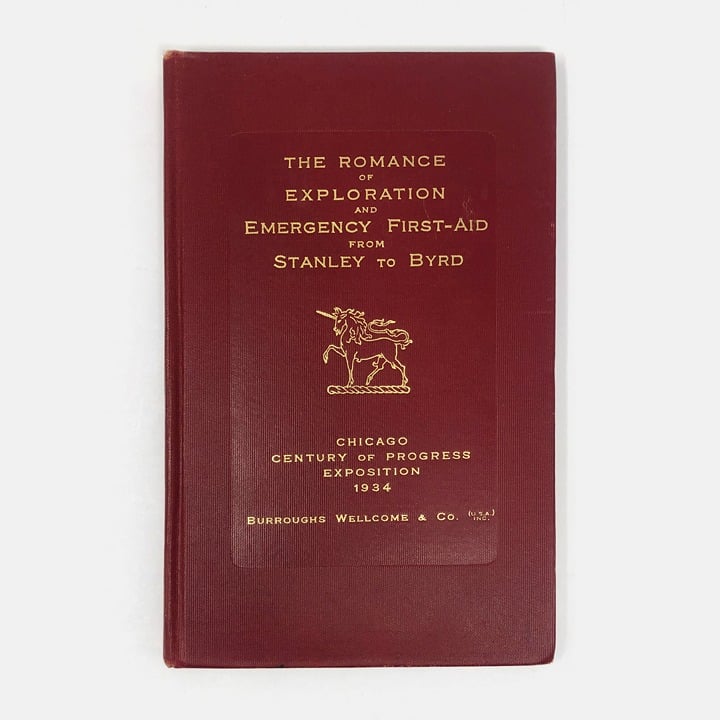 THE ROMANCE
OF
EXPLORATION
AND
EMERGENCY FIRST-AID
FROM
STANLEY TO BYRD
CHICAGO
CENTURY OF PROGRESS
EXPOSITION
1934
BURROUGHS WELLCOME & CO. (U.S.A.) INC.